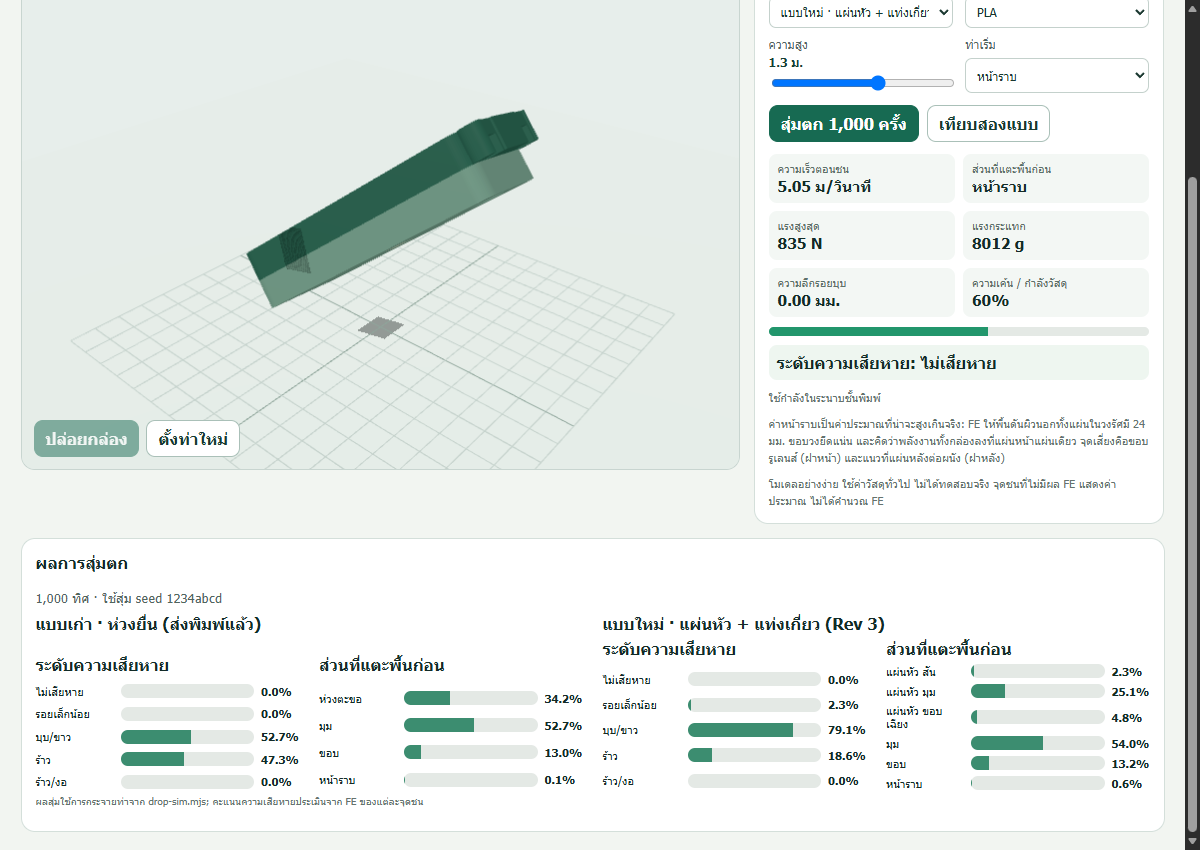 แบบใหม่ · แผ่นหัว + แท่งเกี่ยว
PLA
ความสูง
1.3 ม.
ท่าเริ่ม
หน้าราบ
สุ่มตก 1,000 ครั้ง
เทียบสองแบบ
ความเร็วตอนชน
5.05 ม/วินาที
ส่วนที่แตะพื้นก่อน
หน้าราบ
แรงสูงสุด
835 N
แรงกระแทก
8012 g
ความลึกรอยบุบ
0.00 มม.
ความเค้น / กำลังวัสดุ
60%
ระดับความเสียหาย: ไม่เสียหาย
ใช้กำลังในระนาบชั้นพิมพ์
ค่าหน้าราบเป็นค่าประมาณที่น่าจะสูงเกินจริง: FE ให้พื้นดันผิวนอกทั้งแผ่นในวงรัศมี 24
มม. ขอบวงยึดแน่น และคิดว่าพลังงานทั้งกล่องลงที่แผ่นหน้าแผ่นเดียว จุดเสี่ยงคือขอบ
รูเลนส์ (ฝาหน้า) และแนวที่แผ่นหลังต่อผนัง (ฝาหลัง)
โมเดลอย่างง่าย ใช้ค่าวัสดุทั่วไป ไม่ได้ทดสอบจริง จุดชนที่ไม่มีผล FE แสดงค่า
ประมาณ ไม่ได้คำนวณ FE
ปล่อยกล่อง
ตั้งท่าใหม่
ผลการสุ่มตก
1,000 ทิศ · ใช้สุ่ม seed 1234abcd
แบบเก่า · ห่วงยื่น (ส่งพิมพ์แล้ว)
ระดับความเสียหาย
ไม่เสียหาย 0.0%
รอยเล็กน้อย 0.0%
บุบ/ขาว 52.7%
ร้าว 47.3%
ร้าว/งอ 0.0%
ส่วนที่แตะพื้นก่อน
ห่วงตะขอ 34.2%
มุม 52.7%
ขอบ 13.0%
หน้าราบ 0.1%
แบบใหม่ · แผ่นหัว + แท่งเกี่ยว (Rev 3)
ระดับความเสียหาย
ไม่เสียหาย 0.0%
รอยเล็กน้อย 2.3%
บุบ/ขาว 79.1%
ร้าว 18.6%
ร้าว/งอ 0.0%
ส่วนที่แตะพื้นก่อน
แผ่นหัว สัน 2.3%
แผ่นหัว มุม 25.1%
แผ่นหัว ขอบ
เฉียง 4.8%
มุม 54.0%
ขอบ 13.2%
หน้าราบ 0.6%
ผลสุ่มใช้การกระจายท่าจาก drop-sim.mjs; คะแนนความเสียหายประเมินจาก FE ของแต่ละจุดชน